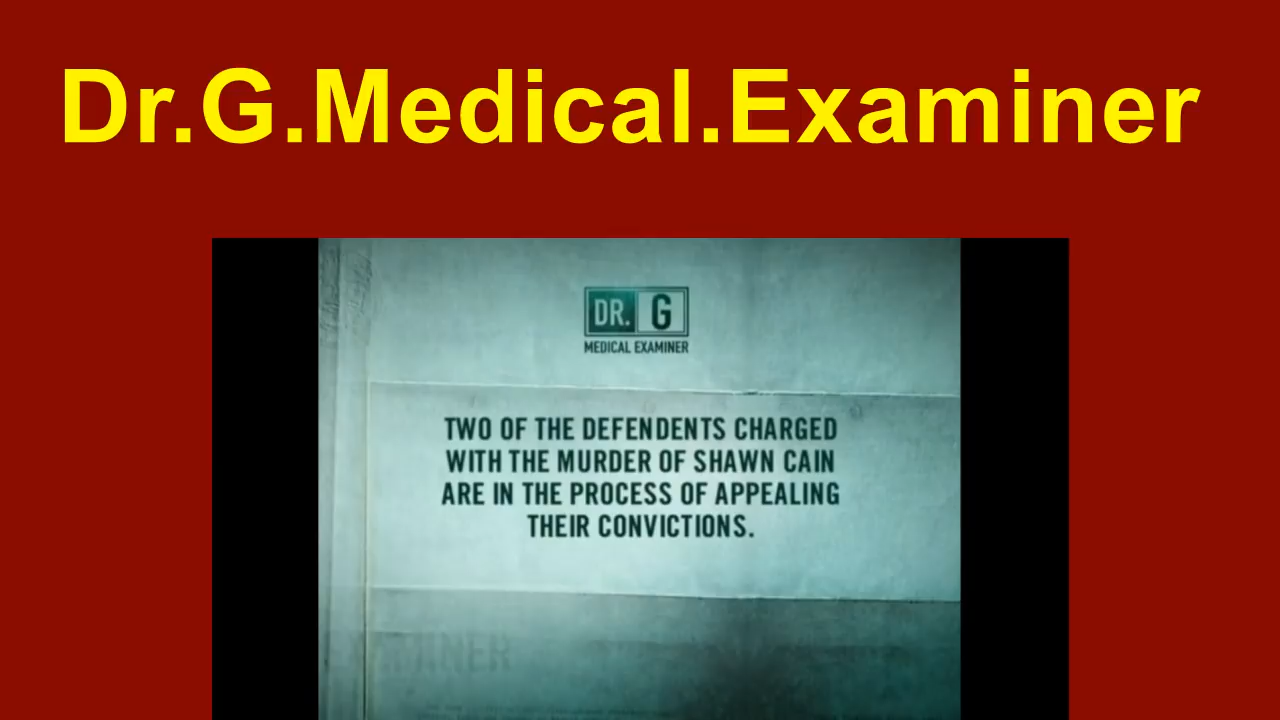 Dr.G.Medical.Examiner
DR. G
MEDICAL EXAMINER
TWO OF THE DEFENDENTS CHARGED
WITH THE MURDER OF SHAWN CAIN
ARE IN THE PROCESS OF APPEALING
THEIR CONVICTIONS.